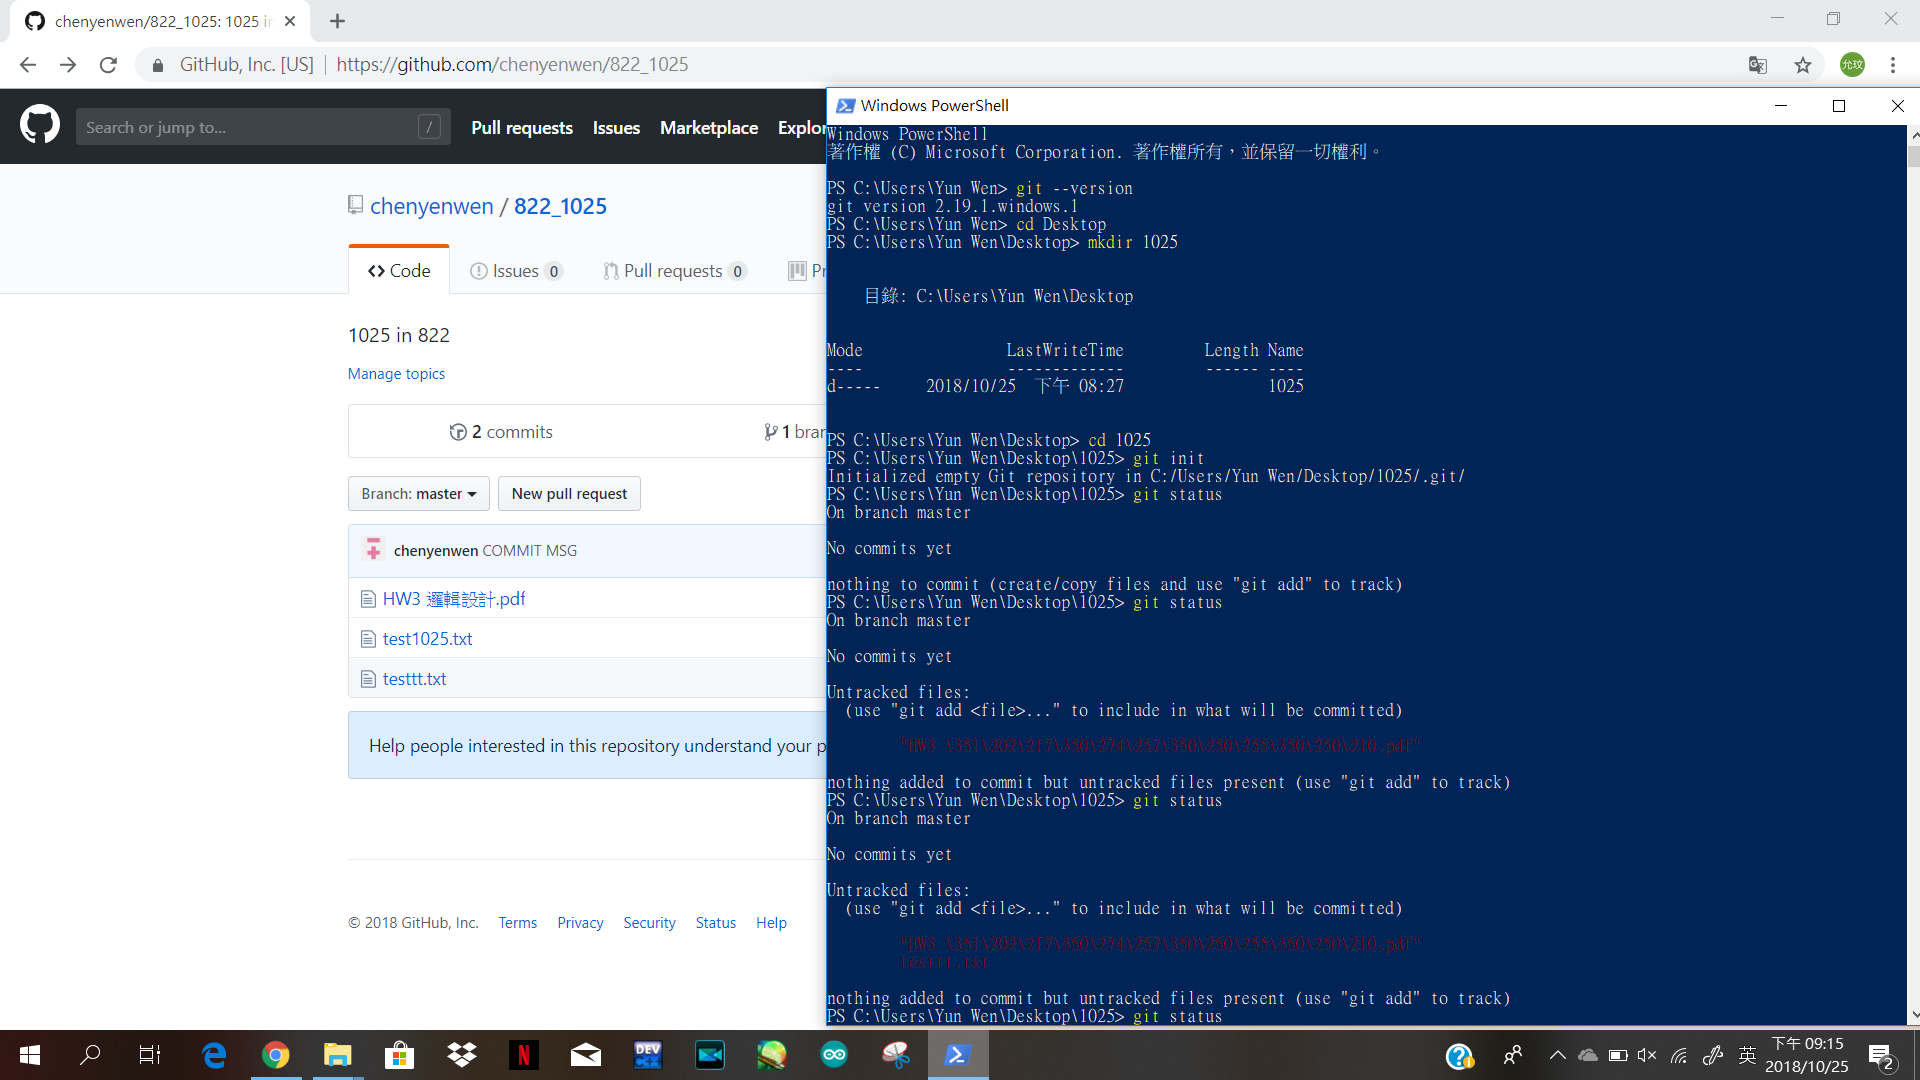 chenyenwen/822_1025: 1025 in
GitHub, Inc. [US] | https://github.com/chenyenwen/822_1025
允玟
Search or jump to... /
Pull requests Issues Marketplace Explor
chenyenwen / 822_1025
Code Issues 0 Pull requests 0 Pr
1025 in 822
Manage topics
2 commits 1 bran
Branch: master New pull request
chenyenwen COMMIT MSG
HW3 邏輯設計.pdf
test1025.txt
testtt.txt
Help people interested in this repository understand your p
© 2018 GitHub, Inc. Terms Privacy Security Status Help
Windows PowerShell
Windows PowerShell
著作權 (C) Microsoft Corporation. 著作權所有，並保留一切權利。
PS C:\Users\Yun Wen> git --version
git version 2.19.1.windows.1
PS C:\Users\Yun Wen> cd Desktop
PS C:\Users\Yun Wen\Desktop> mkdir 1025
目錄: C:\Users\Yun Wen\Desktop
Mode LastWriteTime Length Name
---- ------------- ------ ----
d----- 2018/10/25 下午 08:27 1025
PS C:\Users\Yun Wen\Desktop> cd 1025
PS C:\Users\Yun Wen\Desktop\1025> git init
Initialized empty Git repository in C:/Users/Yun Wen/Desktop/1025/.git/
PS C:\Users\Yun Wen\Desktop\1025> git status
On branch master
No commits yet
nothing to commit (create/copy files and use "git add" to track)
PS C:\Users\Yun Wen\Desktop\1025> git status
On branch master
No commits yet
Untracked files:
(use "git add <file>..." to include in what will be committed)
"HW3 \351\202\217\350\274\257\350\250\255\350\250\210.pdf"
nothing added to commit but untracked files present (use "git add" to track)
PS C:\Users\Yun Wen\Desktop\1025> git status
On branch master
No commits yet
Untracked files:
(use "git add <file>..." to include in what will be committed)
"HW3 \351\202\217\350\274\257\350\250\255\350\250\210.pdf"
testtt.txt
nothing added to commit but untracked files present (use "git add" to track)
PS C:\Users\Yun Wen\Desktop\1025> git status
DEV
英
下午 09:15
2018/10/25
2